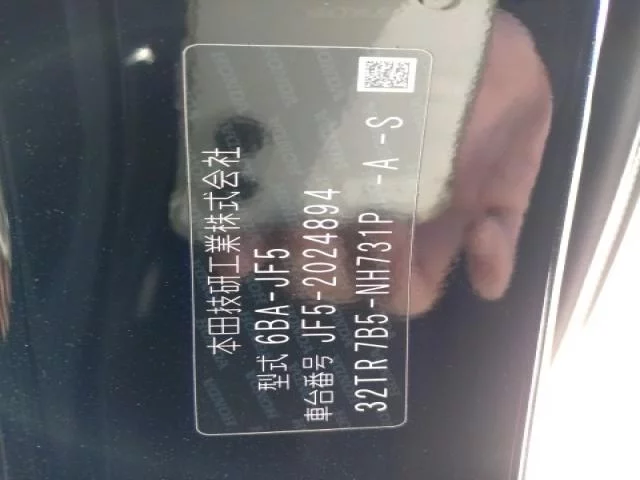 本田技研工業株式会社
型式 6BA-JF5
車台番号 JF5-2024894
32TR 7B5-NH731P -A-S